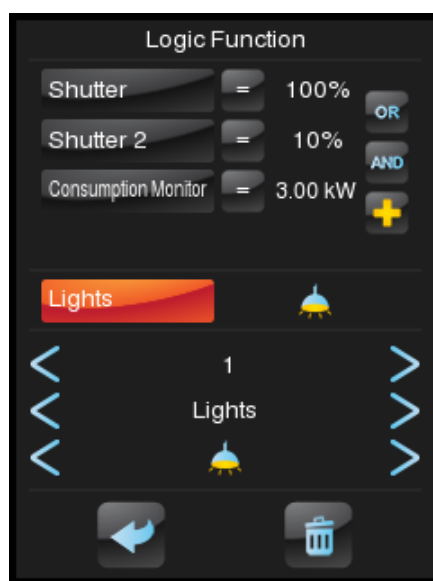 Logic Function
Shutter = 100%
OR
Shutter 2 = 10%
AND
Consumption Monitor = 3.00 kW
Lights
1
Lights